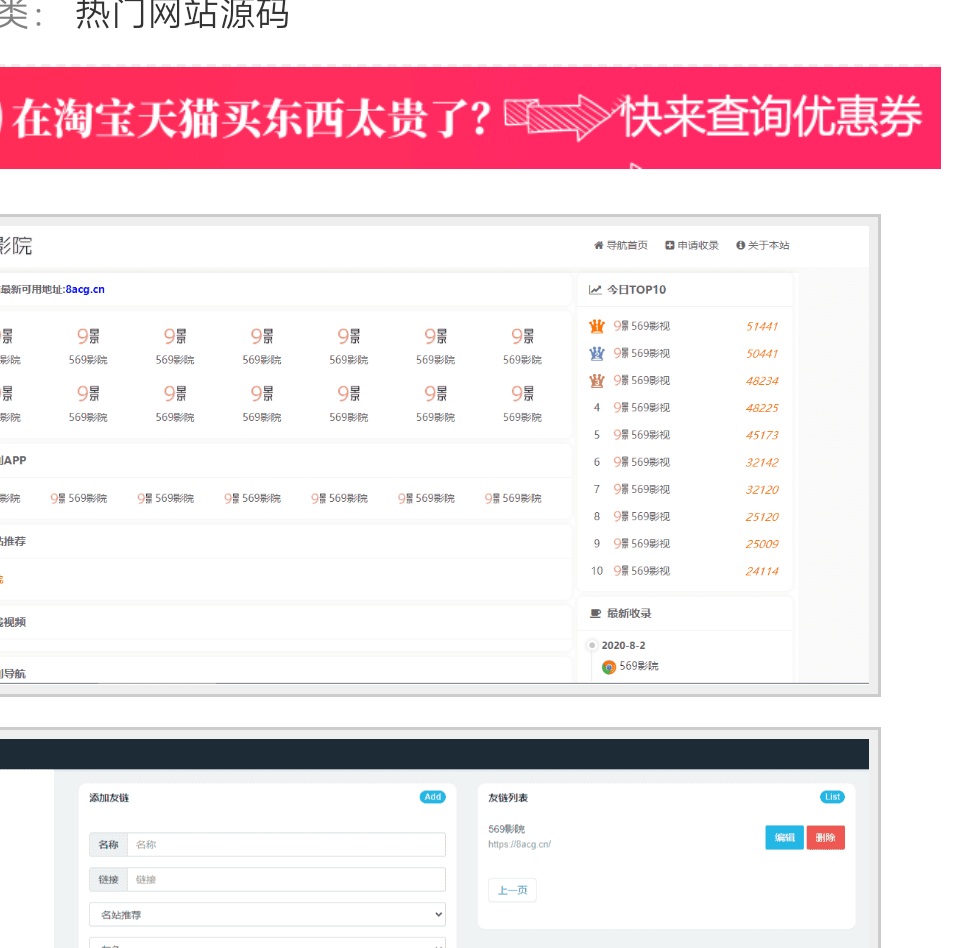 类： 热门网站源码
在淘宝天猫买东西太贵了？ 快来查询优惠券
影院
导航首页 申请收录 关于本站
最新可用地址:8acg.cn
今日TOP10
景 9景 9景 9景 9景 9景 9景
影院 569影院 569影院 569影院 569影院 569影院 569影院
景 9景 9景 9景 9景 9景 9景
影院 569影院 569影院 569影院 569影院 569影院 569影院
1 9景 569影视 51441
2 9景 569影视 50441
3 9景 569影视 48234
4 9景 569影视 48225
5 9景 569影视 45173
6 9景 569影视 32142
7 9景 569影视 32120
8 9景 569影视 25120
9 9景 569影视 25009
10 9景 569影视 24114
APP
影院 9景 569影院 9景 569影院 9景 569影院 9景 569影院 9景 569影院 9景 569影院
站推荐
视频
导航
最新收录
2020-8-2
569影院
添加友链 Add
名称 名称
链接 链接
名站推荐
友链列表 List
569影院
https://8acg.cn/
编辑 删除
上一页